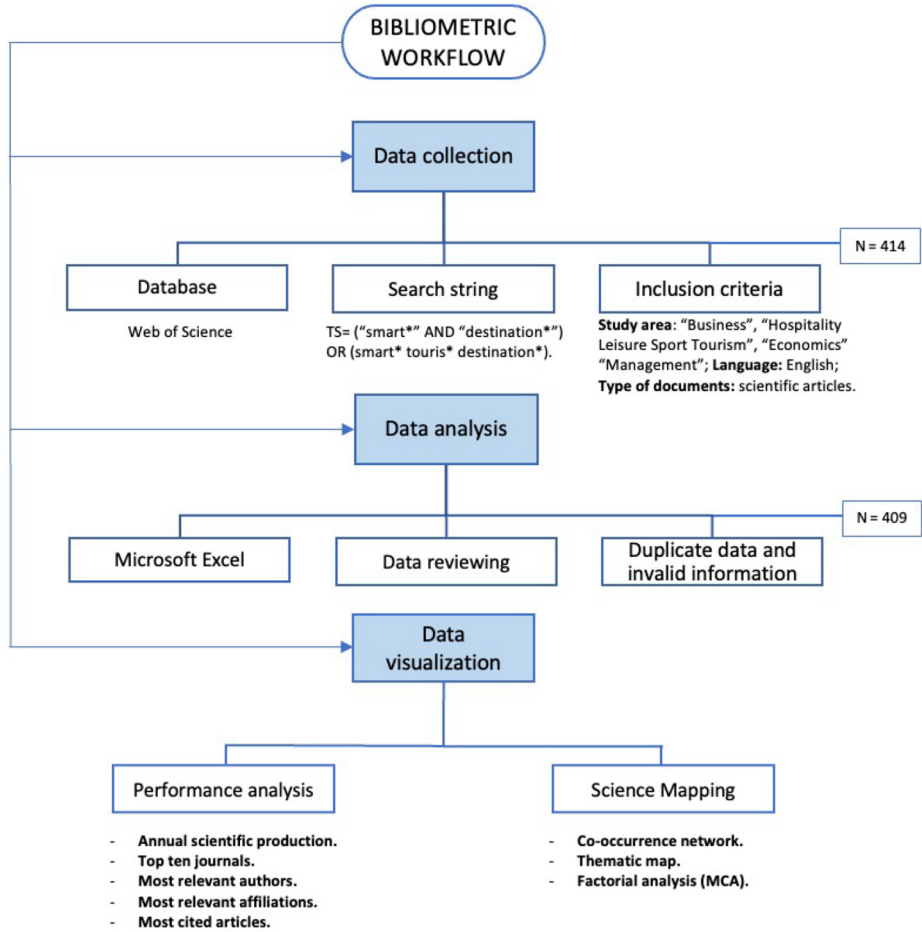 BIBLIOMETRIC
WORKFLOW
Data collection
N = 414
Database
Search string
Inclusion criteria
Web of Science
TS= (“smart*” AND “destination*”)
OR (smart* touris* destination*).
Study area: “Business”, “Hospitality
Leisure Sport Tourism”, “Economics”
“Management”; Language: English;
Type of documents: scientific articles.
Data analysis
N = 409
Microsoft Excel
Data reviewing
Duplicate data and
invalid information
Data
visualization
Performance analysis
Science Mapping
- Annual scientific production.
- Top ten journals.
- Most relevant authors.
- Most relevant affiliations.
- Most cited articles.
- Co-occurrence network.
- Thematic map.
- Factorial analysis (MCA).